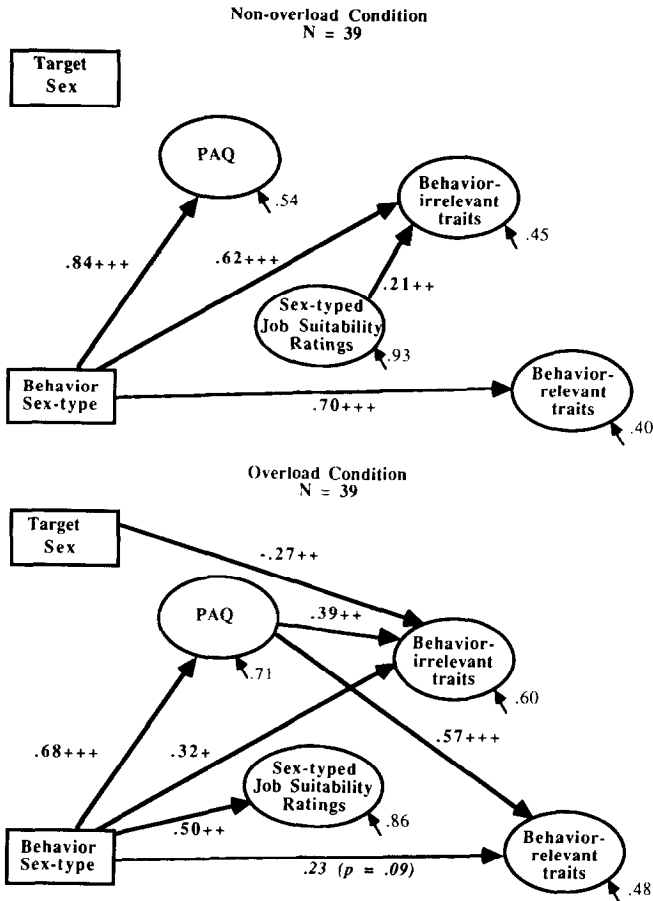 Non-overload Condition
N = 39
Target
Sex
PAQ
.54
Behavior-
irrelevant
traits
.45
.84+++
.62+++
.21++
Sex-typed
Job Suitability
Ratings
.93
Behavior
Sex-type
.70+++
Behavior-
relevant
traits
.40
Overload Condition
N = 39
Target
Sex
-.27++
PAQ
.39++
.71
Behavior-
irrelevant
traits
.60
.68+++
.32+
.57+++
Sex-typed
Job Suitability
Ratings
.86
.50++
Behavior
Sex-type
.23 (p = .09)
Behavior-
relevant
traits
.48